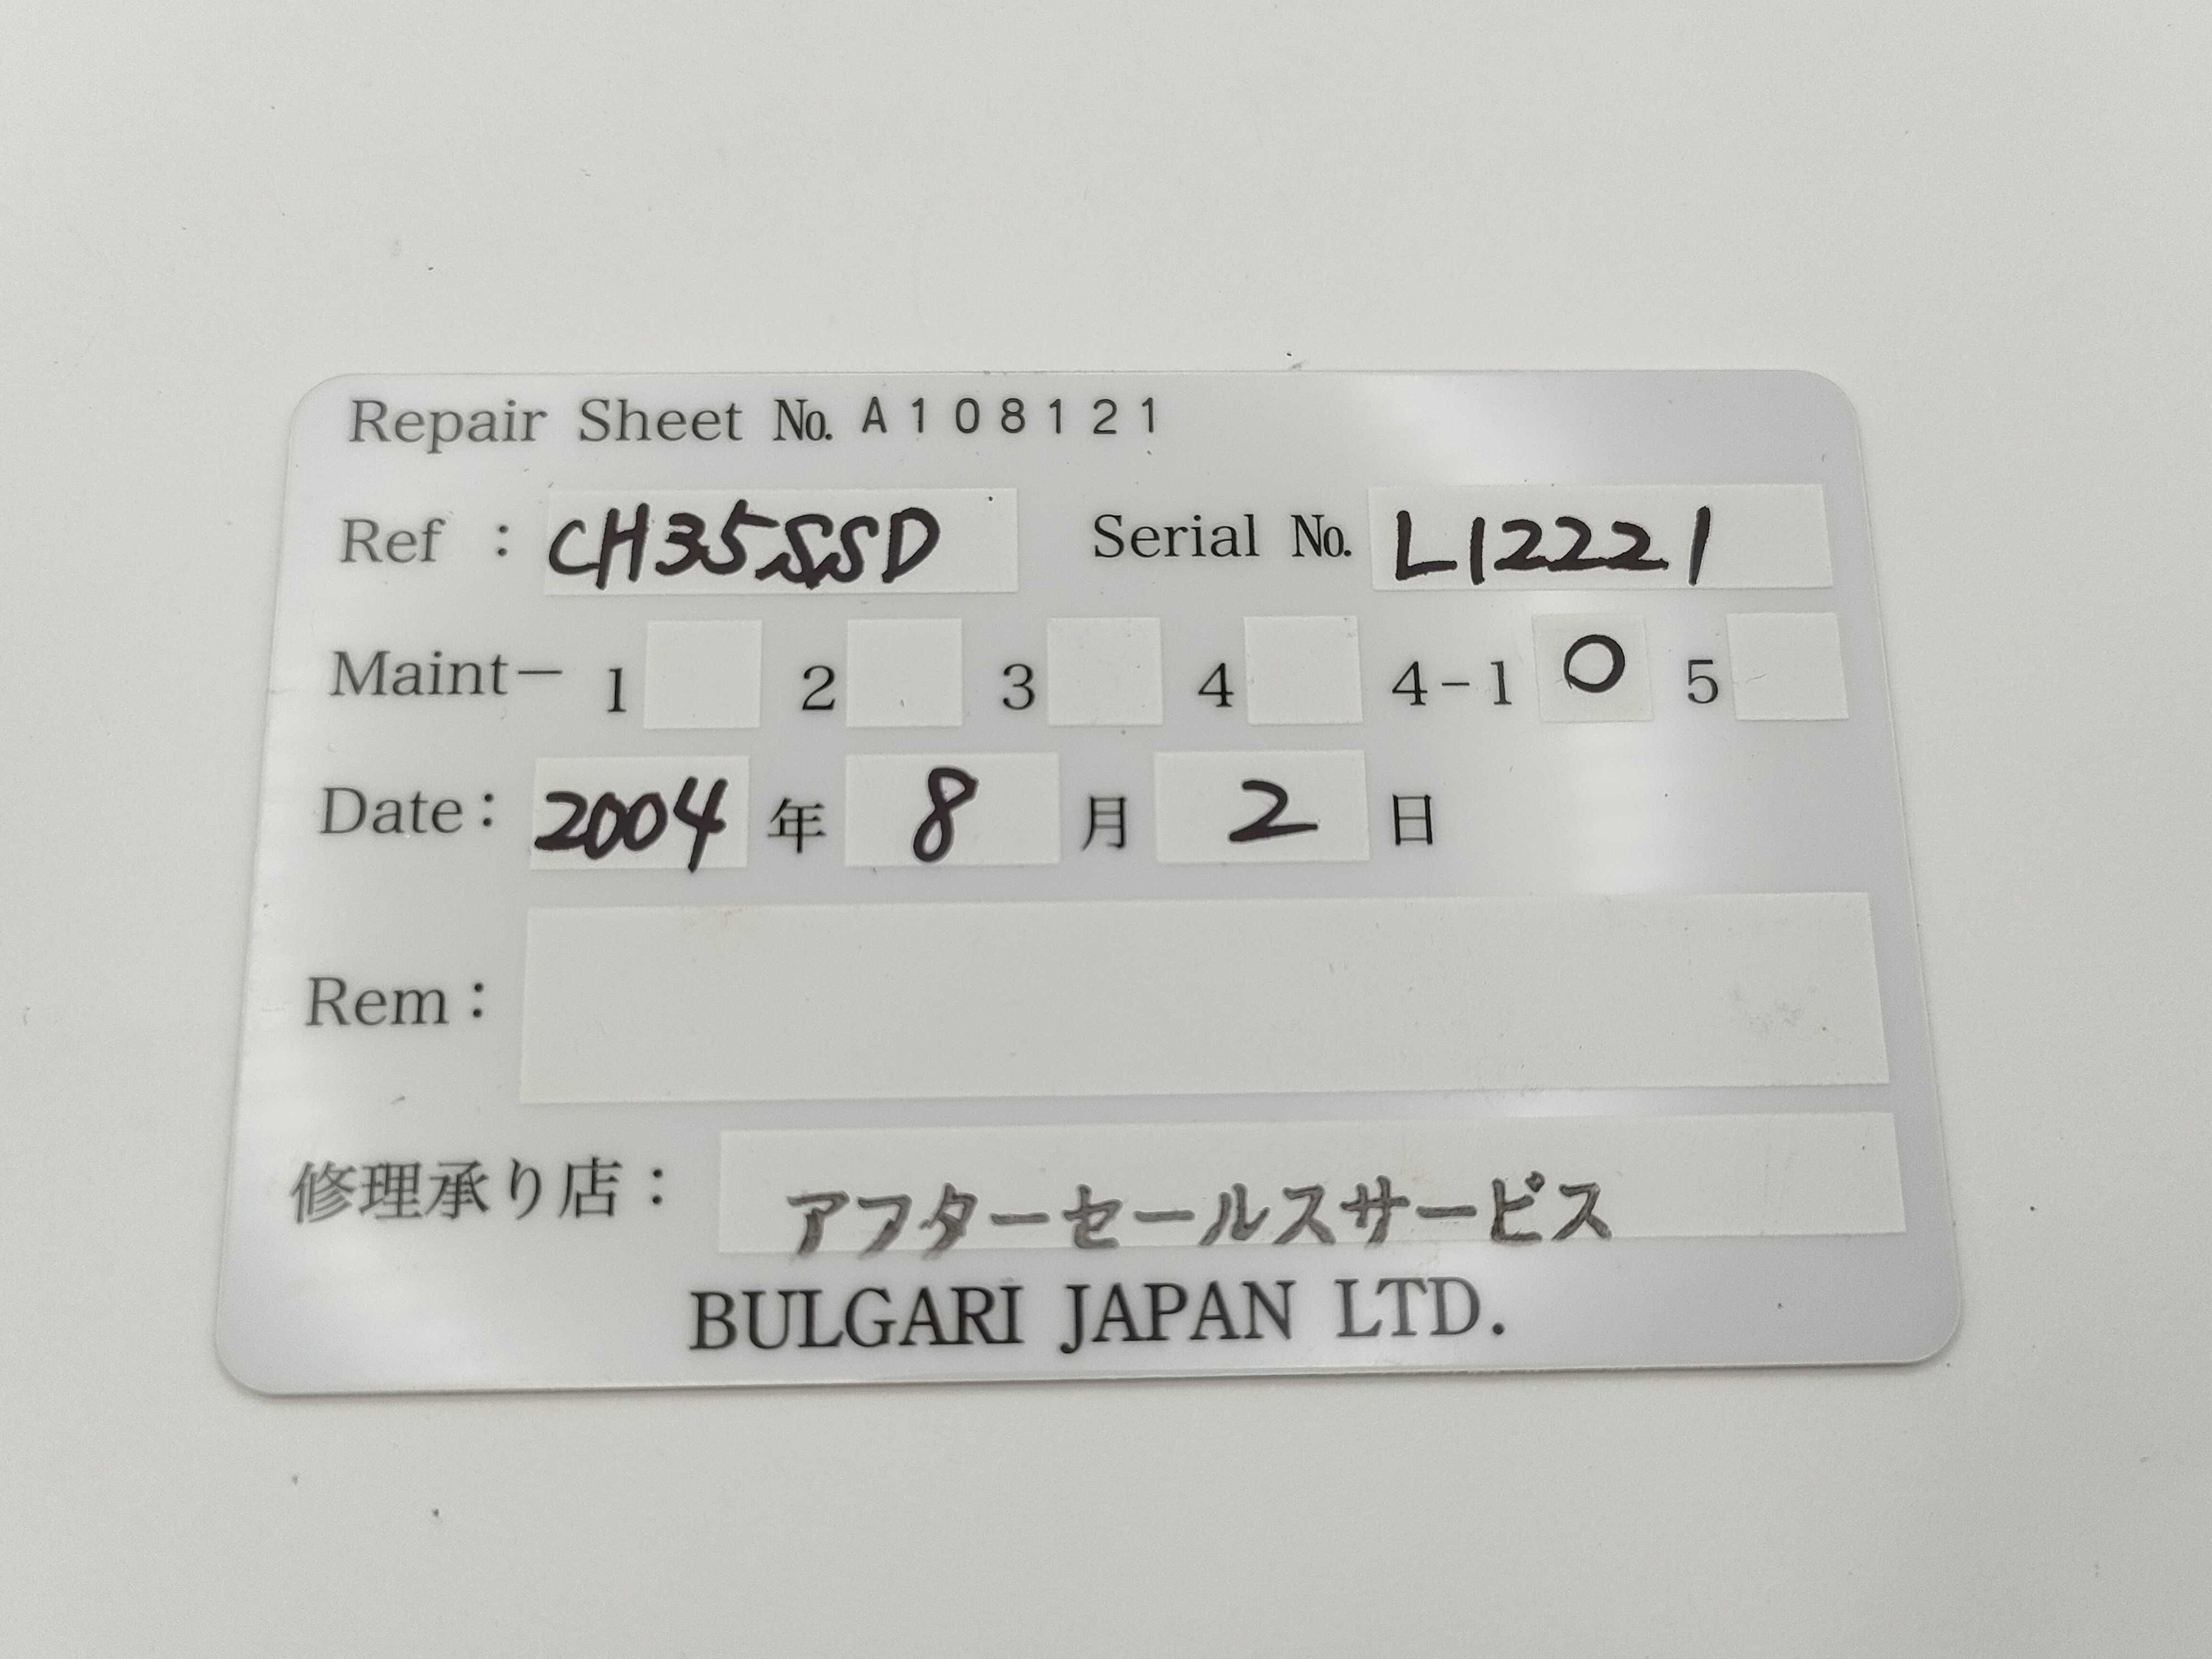 Repair Sheet No. A108121
Ref : CH35SSD Serial No. L12221
Maint－ 1 2 3 4 4-1 O 5
Date: 2004 年 8 月 2 日
Rem:
修理承り店: アフターセールスサービス
BULGARI JAPAN LTD.